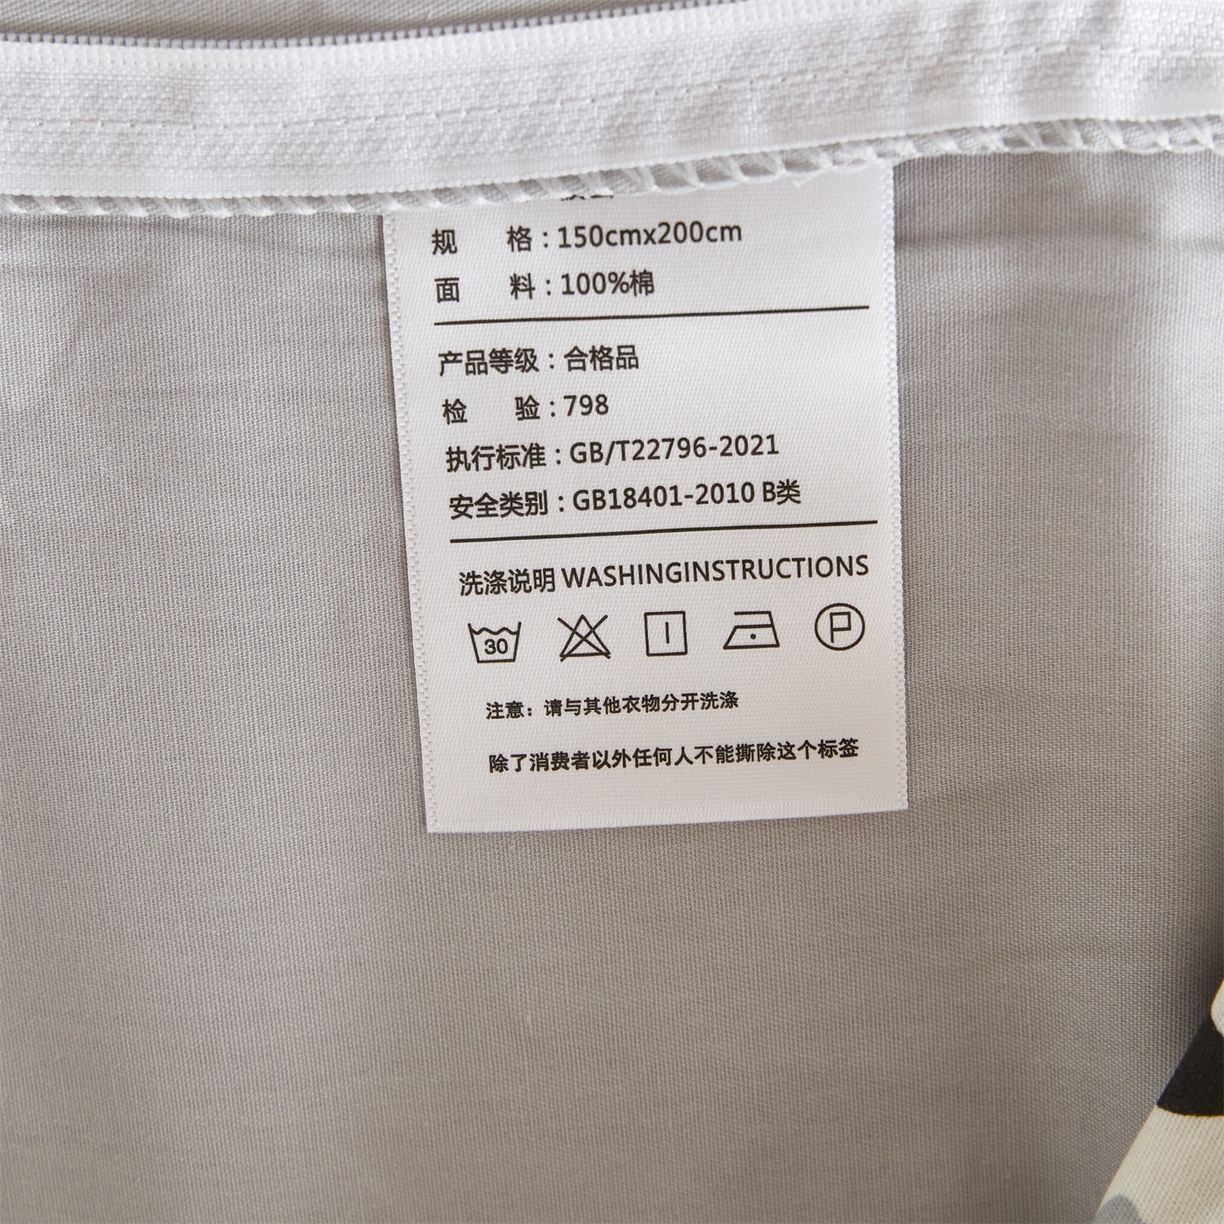 规 格：150cmx200cm
面 料：100%棉
产品等级：合格品
检 验：798
执行标准：GB/T22796-2021
安全类别：GB18401-2010 B类
洗涤说明 WASHINGINSTRUCTIONS
30 P
注意：请与其他衣物分开洗涤
除了消费者以外任何人不能撕除这个标签